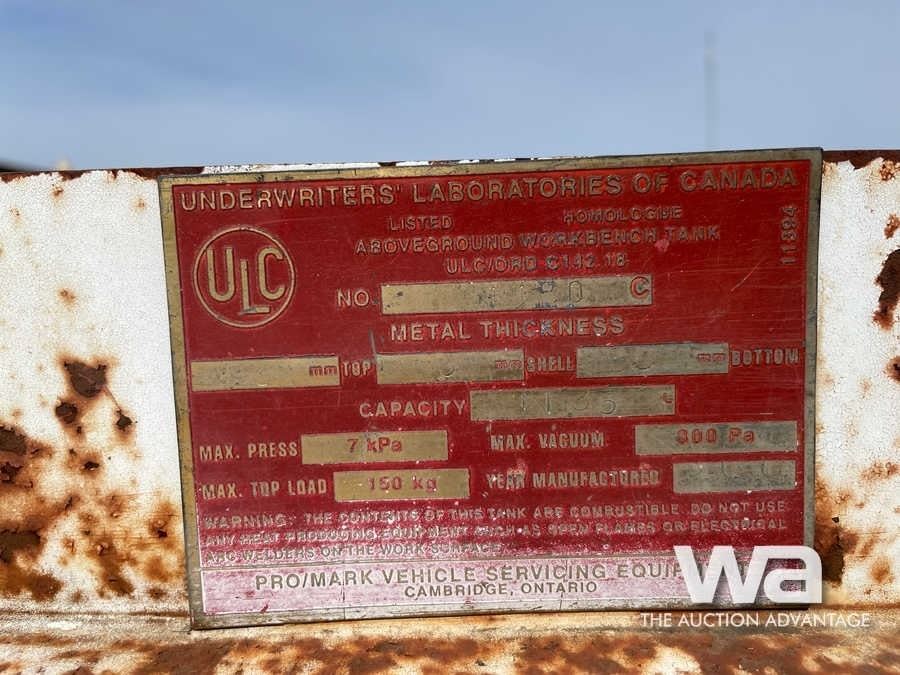 UNDERWRITERS' LABORATORIES OF CANADA
LISTED HOMOLOGUE
ABOVEGROUND WORKBENCH TANK
ULC/ORD C142.18
11394
ULC
NO. C
METAL THICKNESS
mm TOP mm SHELL mm BOTTOM
CAPACITY 1135 L
MAX. PRESS 7 kPa MAX. VACUUM 300 Pa
MAX. TOP LOAD 150 kg YEAR MANUFACTURED
WARNING: THE CONTENTS OF THIS TANK ARE COMBUSTIBLE. DO NOT USE
ANY HEAT PRODUCING EQUIPMENT SUCH AS OPEN FLAMES OR ELECTRICAL
ARC WELDERS ON THE WORK SURFACE.
PRO/MARK VEHICLE SERVICING
CAMBRIDGE, ONTARIO
wa
THE AUCTION ADVANTAGE